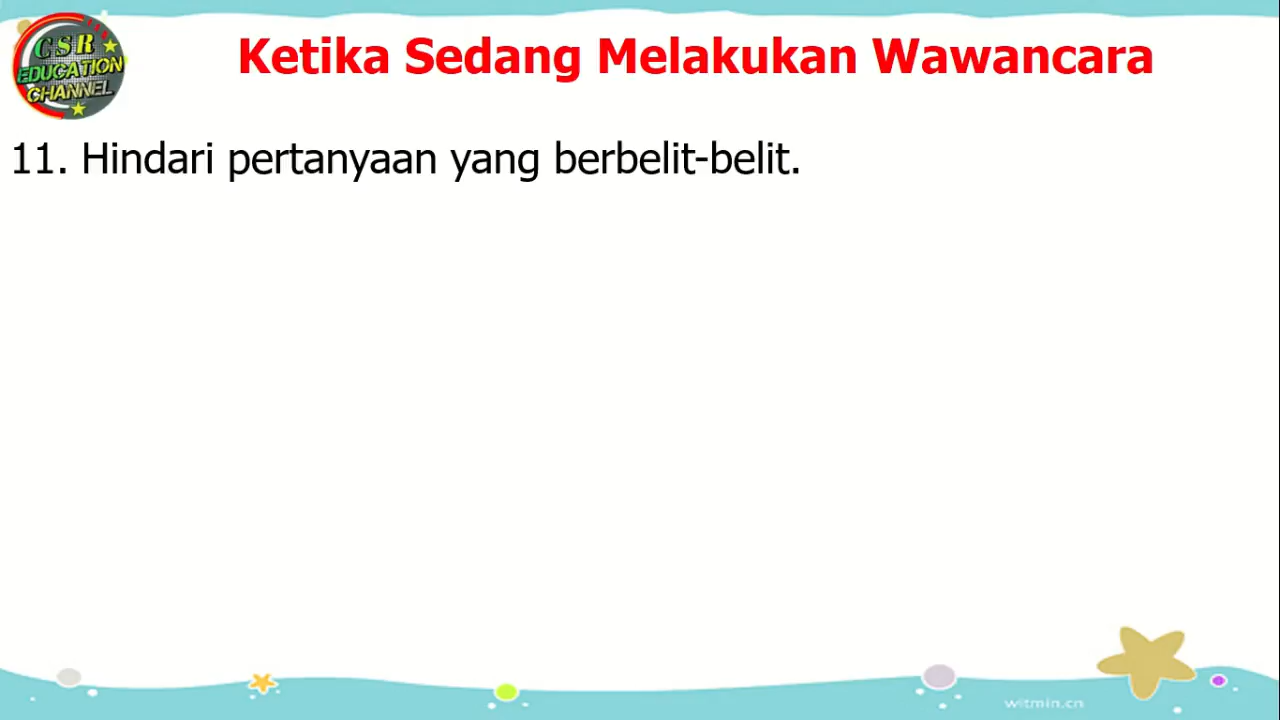 CSR
EDUCATION
CHANNEL
Ketika Sedang Melakukan Wawancara
11. Hindari pertanyaan yang berbelit-belit.
witmin.cn